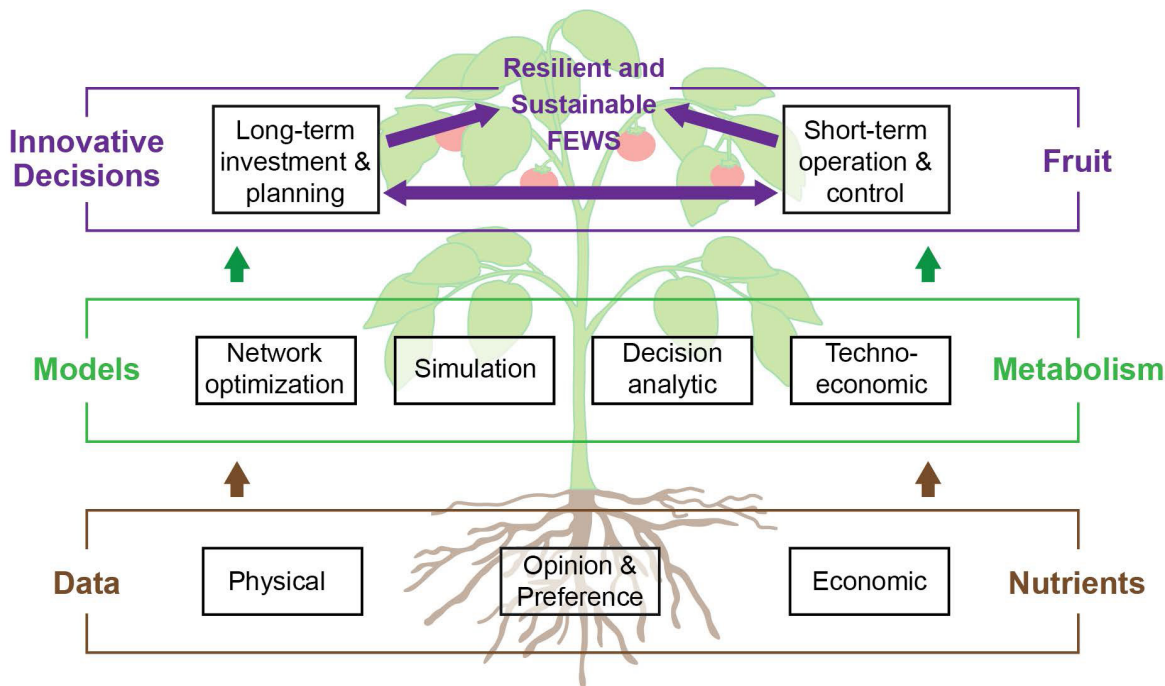 Resilient and
Sustainable
FEWS
Innovative
Decisions
Long-term
investment &
planning
Short-term
operation &
control
Fruit
Models
Network
optimization
Simulation
Decision
analytic
Techno-
economic
Metabolism
Data
Physical
Opinion &
Preference
Economic
Nutrients